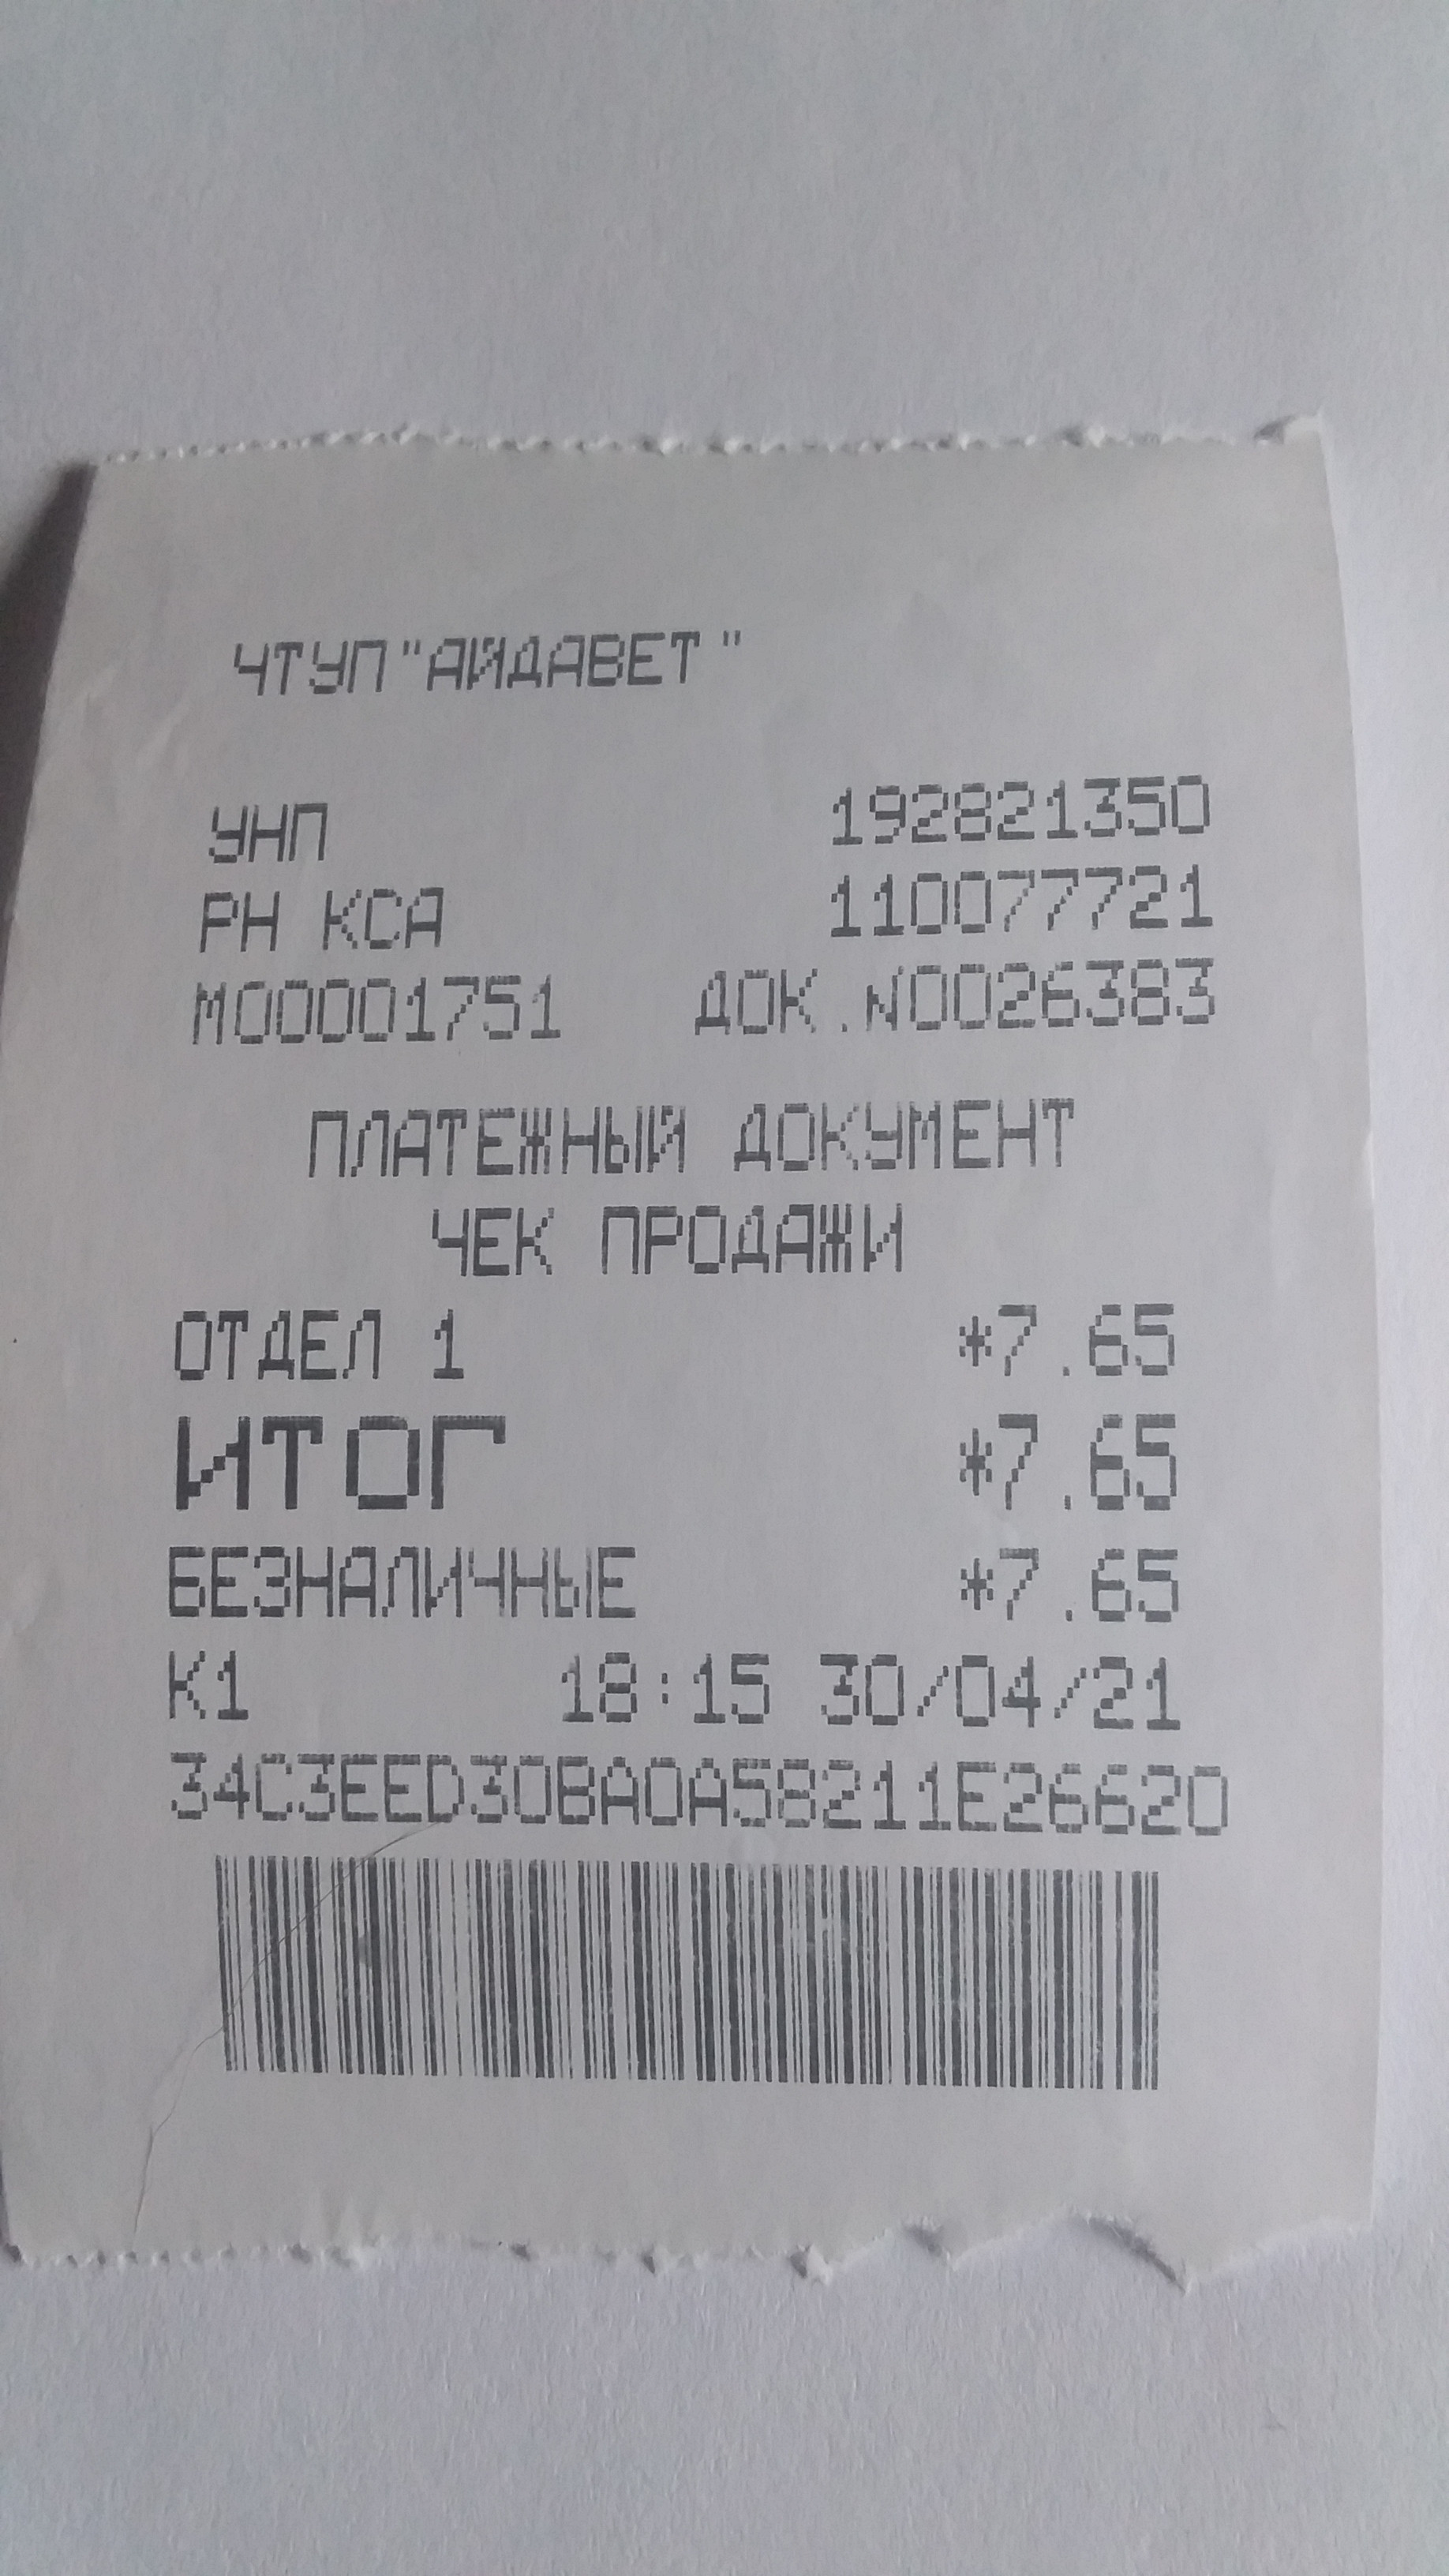 ЧТУП"АЙДАВЕТ"
УНП 192821350
РН КСА 110077721
М00001751 ДОК.N0026383
ПЛАТЕЖНЫЙ ДОКУМЕНТ
ЧЕК ПРОДАЖИ
ОТДЕЛ 1 *7.65
ИТОГ *7.65
БЕЗНАЛИЧНЫЕ *7.65
К1 18:15 30/04/21
34C3EED30BA0A58211E26620